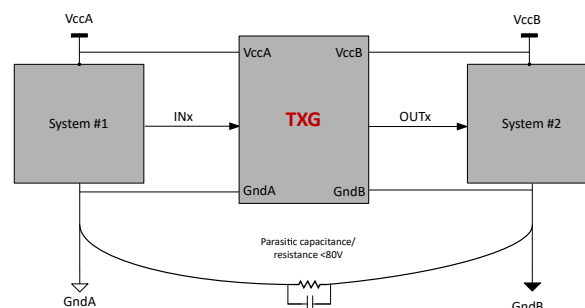 VccA
VccB
VccA
VccB
System #1
INx
TXG
OUTx
System #2
GndA
GndB
Parasitic capacitance/
resistance <80V
GndA
GndB